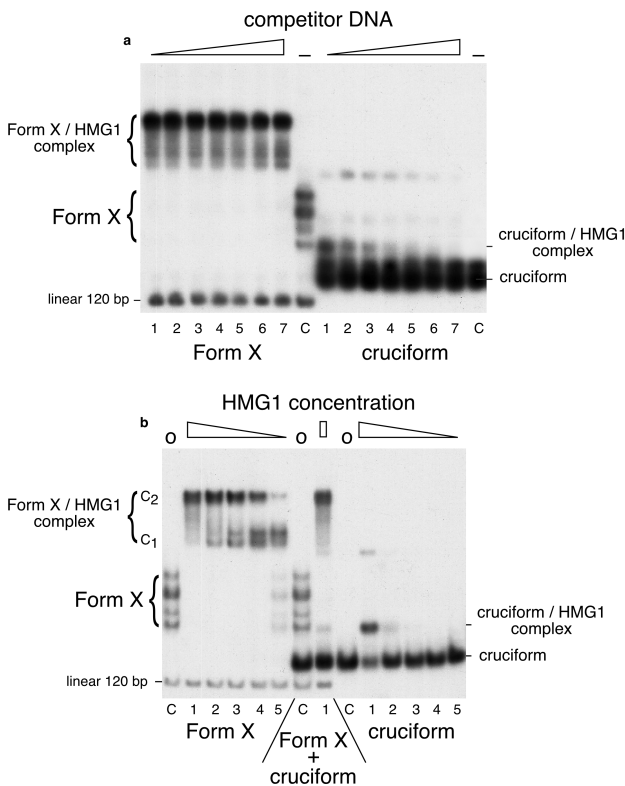 competitor DNA
a
– –
Form X / HMG1
complex
Form X
linear 120 bp
cruciform / HMG1
complex
cruciform
1 2 3 4 5 6 7 C 1 2 3 4 5 6 7 C
Form X cruciform
HMG1 concentration
b
o o o
Form X / HMG1
complex
C2
C1
Form X
linear 120 bp
cruciform / HMG1
complex
cruciform
C 1 2 3 4 5 C 1 C 1 2 3 4 5
Form X cruciform
Form X
+
cruciform